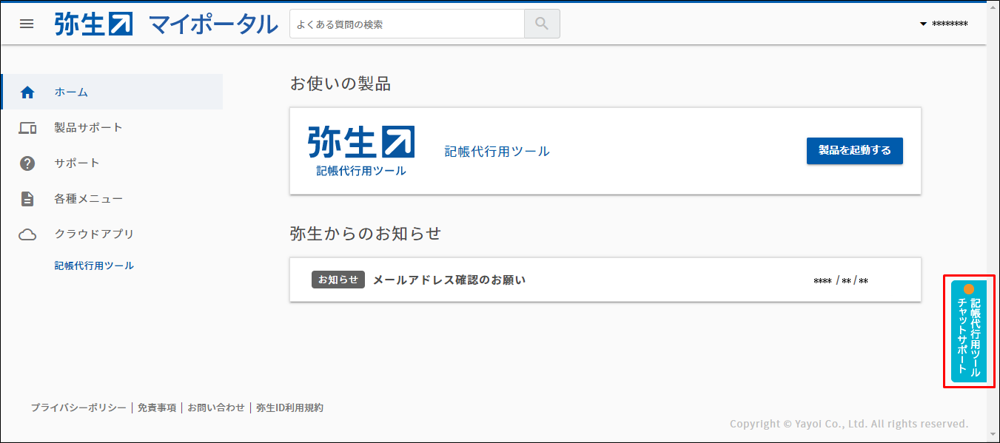 弥生 マイポータル
よくある質問の検索
********
ホーム
製品サポート
サポート
各種メニュー
クラウドアプリ
記帳代行用ツール
お使いの製品
弥生
記帳代行用ツール
記帳代行用ツール
製品を起動する
弥生からのお知らせ
お知らせ メールアドレス確認のお願い
**** / ** / **
記帳代行用ツール
チャットサポート
プライバシーポリシー | 免責事項 | お問い合わせ | 弥生ID利用規約
Copyright © Yayoi Co., Ltd. All rights reserved.